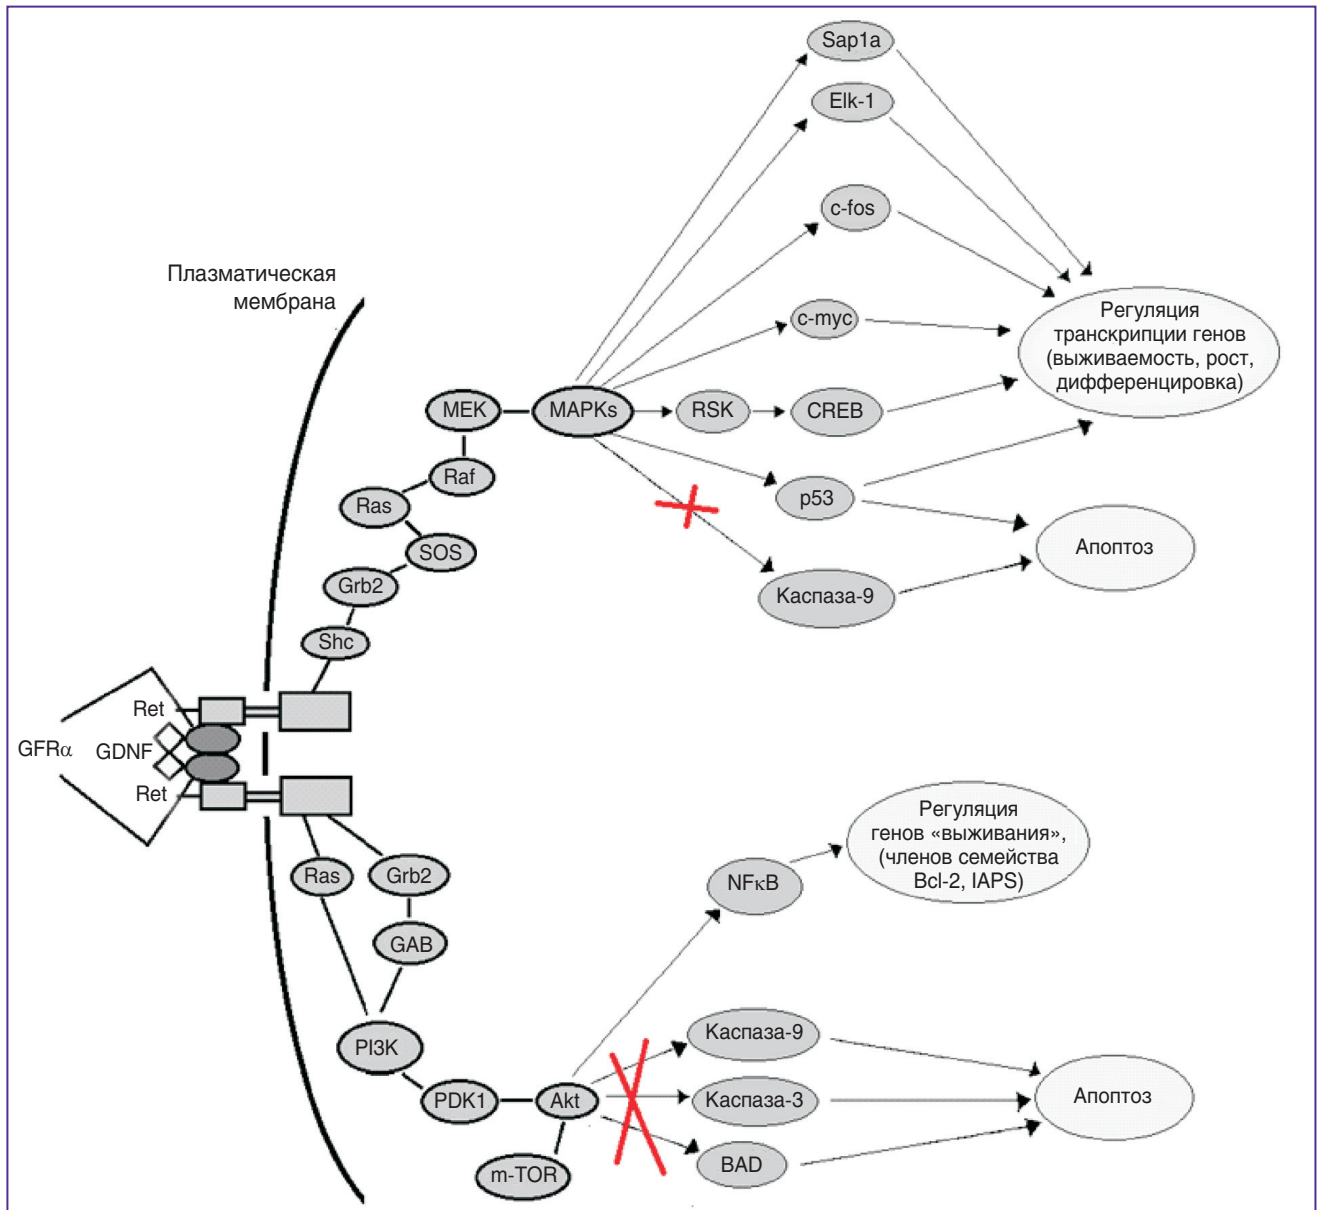 Sap1a
Elk-1
c-fos
Плазматическая
мембрана
Регуляция
транскрипции генов
(выживаемость, рост,
дифференцировка)
c-myc
MEK
MAPKs
RSK
CREB
Raf
Ras
p53
SOS
Апоптоз
Grb2
Каспаза-9
Shc
Ret
GFRα
GDNF
Ret
Регуляция
генов «выживания»,
(членов семейства
Bcl-2, IAPS)
Ras
Grb2
NFκB
GAB
PI3K
Каспаза-9
PDK1
Akt
Каспаза-3
Апоптоз
m-TOR
BAD